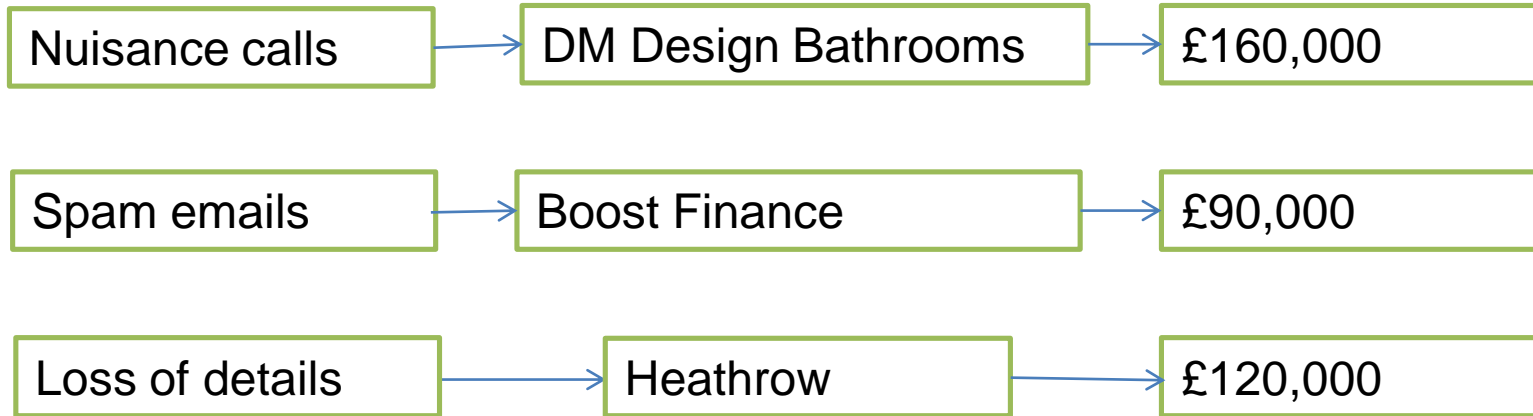 Nuisance calls DM Design Bathrooms £160,000
Spam emails Boost Finance £90,000
Loss of details Heathrow £120,000